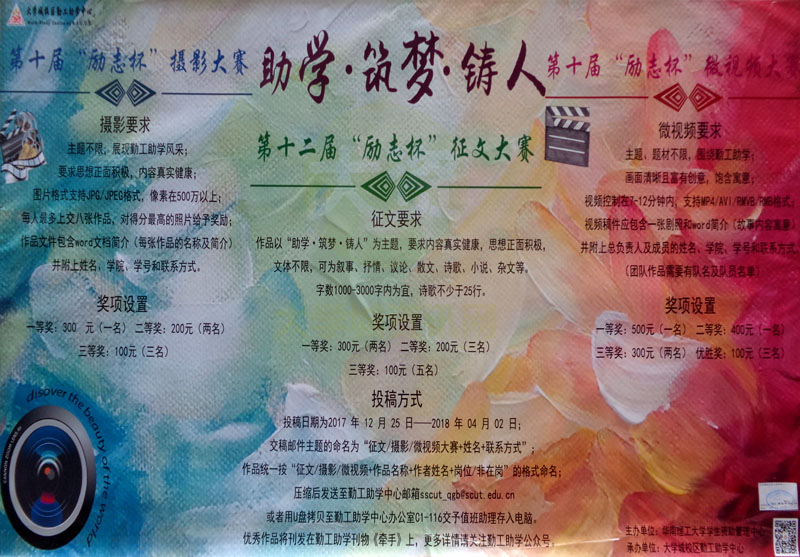 大学城校区勤工助学中心
助学·筑梦·铸人
第十届“励志杯”摄影大赛
摄影要求
主题不限，展现勤工助学风采；
要求思想正面积极，内容真实健康；
图片格式支持JPG/JPEG格式，像素在500万以上；
每人最多上交八张作品，对得分最高的照片给予奖励；
作品文件包含word文档简介（每张作品的名称及简介）
并附上姓名、学院、学号和联系方式。
奖项设置
一等奖：300 元（一名） 二等奖：200元（两名）
三等奖：100元（三名）
discover the beauty of the world
第十二届“励志杯”征文大赛
征文要求
作品以“助学·筑梦·铸人”为主题，要求内容真实健康，思想正面积极，
文体不限，可为叙事、抒情、议论、散文、诗歌、小说、杂文等。
字数1000-3000字内为宜，诗歌不少于25行。
奖项设置
一等奖：300元（两名） 二等奖：200元（三名）
三等奖：100元（五名）
投稿方式
投稿日期为2017 年 12 月 25 日——2018 年 04 月 02 日；
交稿邮件主题的命名为“征文/摄影/微视频大赛+姓名+联系方式”；
作品统一按“征文/摄影/微视频+作品名称+作者姓名+岗位/非在岗”的格式命名；
压缩后发送至勤工助学中心邮箱sscut_qgb@scut.edu.cn
或者用U盘拷贝至勤工助学中心办公室C1-116交予值班助理存入电脑。
优秀作品将刊发在勤工助学刊物《牵手》上，更多详情请关注勤工助学公众号。
第十届“励志杯”微视频大赛
微视频要求
主题、题材不限，围绕勤工助学；
画面清晰且富有创意，饱含寓意；
视频控制在7-12分钟内，支持MP4/AVI/RMVB/RMB格式；
视频稿件应包含一张剧照和word简介（故事内容寓意）
并附上总负责人及成员的姓名、学院、学号和联系方式
（团队作品需要有队名及队员名单）
奖项设置
一等奖：500元（一名） 二等奖：400元（一名）
三等奖：300元（两名） 优胜奖：100元（三名）
主办单位：华南理工大学学生资助管理中心
承办单位：大学城校区勤工助学中心